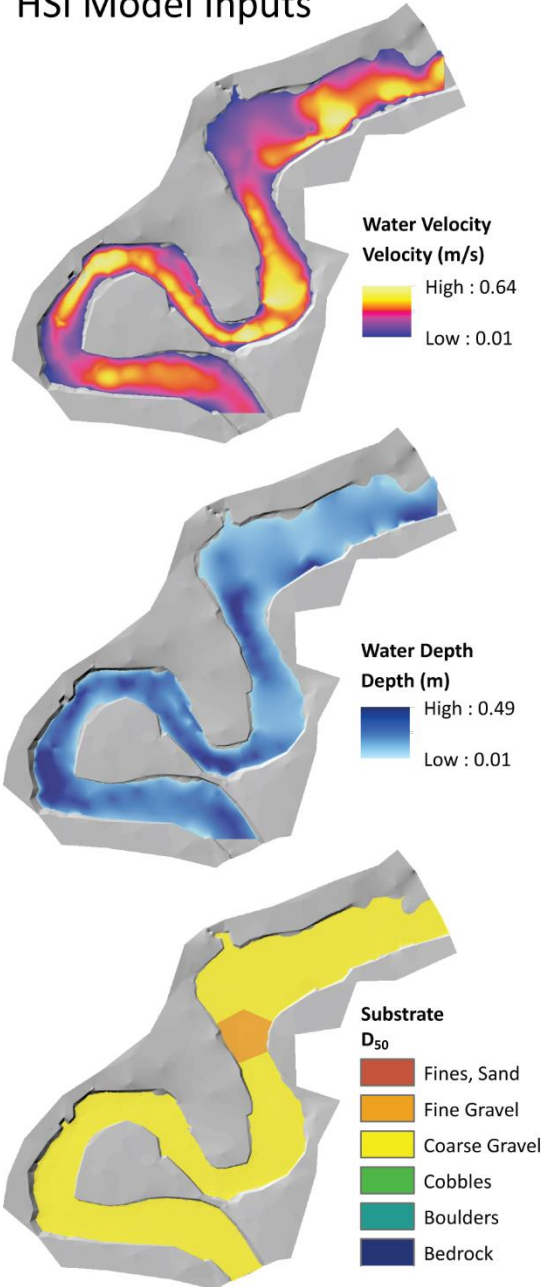 HSI Model Inputs
Water Velocity
Velocity (m/s)
High : 0.64
Low : 0.01
Water Depth
Depth (m)
High : 0.49
Low : 0.01
Substrate
D₅₀
Fines, Sand
Fine Gravel
Coarse Gravel
Cobbles
Boulders
Bedrock